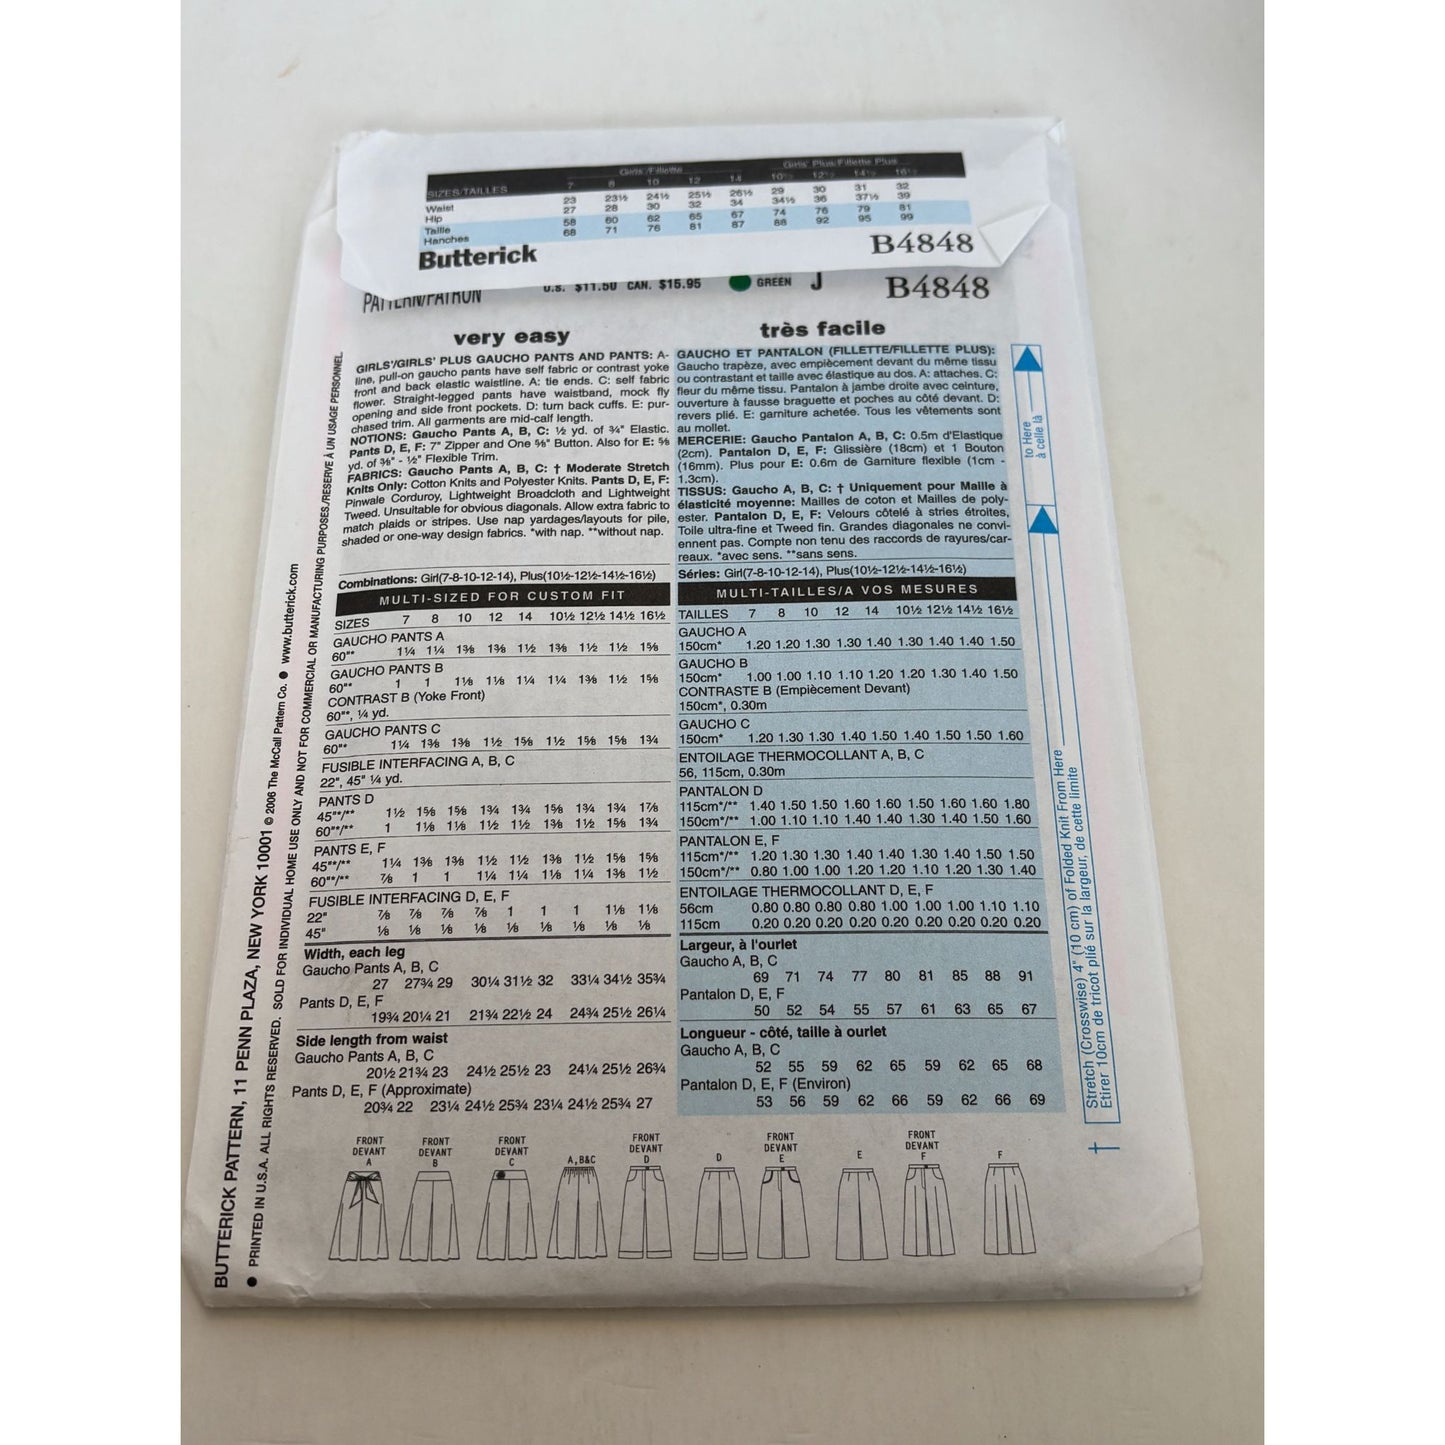 Girls'/Fillette Girls' Plus/Fillette Plus
SIZES/TAILLES 7 8 10 12 14 10½ 12½ 14½ 16½
Waist 23 23½ 24½ 25½ 26½ 29 30 31 32
Hip 27 28 30 32 34 34½ 36 37½ 39
Taille 58 60 62 65 67 74 76 79 81
Hanches 68 71 76 81 87 88 92 95 99
Butterick B4848
PATTERN/PATRON U.S. $11.50 CAN. $15.95 GREEN J B4848
very easy
GIRLS'/GIRLS' PLUS GAUCHO PANTS AND PANTS: A-
line, pull-on gaucho pants have self fabric or contrast yoke
front and back elastic waistline. A: tie ends. C: self fabric
flower. Straight-legged pants have waistband, mock fly
opening and side front pockets. D: turn back cuffs. E: pur-
chased trim. All garments are mid-calf length.
NOTIONS: Gaucho Pants A, B, C: ½ yd. of ¾" Elastic.
Pants D, E, F: 7" Zipper and One ⅝" Button. Also for E: ⅝
yd. of ⅜" - ½" Flexible Trim.
FABRICS: Gaucho Pants A, B, C: † Moderate Stretch
Knits Only: Cotton Knits and Polyester Knits. Pants D, E, F:
Pinwale Corduroy, Lightweight Broadcloth and Lightweight
Tweed. Unsuitable for obvious diagonals. Allow extra fabric to
match plaids or stripes. Use nap yardages/layouts for pile,
shaded or one-way design fabrics. *with nap. **without nap.
Combinations: Girl(7-8-10-12-14), Plus(10½-12½-14½-16½)
MULTI-SIZED FOR CUSTOM FIT
SIZES 7 8 10 12 14 10½ 12½ 14½ 16½
GAUCHO PANTS A
60"* 1¼ 1¼ 1⅜ 1⅜ 1½ 1⅜ 1½ 1½ 1⅝
GAUCHO PANTS B
60"* 1 1 1⅛ 1⅛ 1¼ 1¼ 1⅜ 1½ 1⅝
CONTRAST B (Yoke Front)
60"*, ¼ yd.
GAUCHO PANTS C
60"* 1¼ 1⅜ 1⅜ 1½ 1⅝ 1½ 1⅝ 1⅝ 1¾
FUSIBLE INTERFACING A, B, C
22", 45" ¼ yd.
PANTS D
45"*/** 1½ 1⅝ 1⅝ 1¾ 1¾ 1⅝ 1¾ 1¾ 1⅞
60"*/** 1 1⅛ 1⅛ 1½ 1½ 1⅜ 1½ 1⅝ 1¾
PANTS E, F
45"*/** 1¼ 1⅜ 1⅜ 1½ 1½ 1⅜ 1½ 1⅝ 1⅝
60"*/** ⅞ 1 1 1¼ 1¼ 1⅛ 1¼ 1⅜ 1½
FUSIBLE INTERFACING D, E, F
22" ⅞ ⅞ ⅞ ⅞ 1 1 1 1⅛ 1⅛
45" ⅛ ⅛ ⅛ ⅛ ⅛ ⅛ ⅛ ⅛ ⅛
Width, each leg
Gaucho Pants A, B, C
27 27¾ 29 30¼ 31½ 32 33¼ 34½ 35¾
Pants D, E, F
19¾ 20¼ 21 21¾ 22½ 24 24¾ 25½ 26¼
Side length from waist
Gaucho Pants A, B, C
20½ 21¾ 23 24½ 25½ 23 24¼ 25½ 26¾
Pants D, E, F (Approximate)
20¾ 22 23¼ 24½ 25¾ 23¼ 24½ 25¾ 27
très facile
GAUCHO ET PANTALON (FILLETTE/FILLETTE PLUS):
Gaucho trapèze, avec empiècement devant du même tissu
ou contrastant et taille avec élastique au dos. A: attaches. C:
fleur du même tissu. Pantalon à jambe droite avec ceinture,
ouverture à fausse braguette et poches au côté devant. D:
revers plié. E: garniture achetée. Tous les vêtements sont
au mollet.
MERCERIE: Gaucho Pantalon A, B, C: 0.5m d'Elastique
(2cm). Pantalon D, E, F: Glissière (18cm) et 1 Bouton
(16mm). Plus pour E: 0.6m de Garniture flexible (1cm -
1.3cm).
TISSUS: Gaucho A, B, C: † Uniquement pour Maille à
élasticité moyenne: Mailles de coton et Mailles de poly-
ester. Pantalon D, E, F: Velours côtelé à stries étroites,
Toile ultra-fine et Tweed fin. Grandes diagonales ne convi-
ennent pas. Compte non tenu des raccords de rayures/car-
reaux. *avec sens. **sans sens.
Séries: Girl(7-8-10-12-14), Plus(10½-12½-14½-16½)
MULTI-TAILLES/A VOS MESURES
TAILLES 7 8 10 12 14 10½ 12½ 14½ 16½
GAUCHO A
150cm* 1.20 1.20 1.30 1.30 1.40 1.30 1.40 1.40 1.50
GAUCHO B
150cm* 1.00 1.00 1.10 1.10 1.20 1.20 1.30 1.40 1.50
CONTRASTE B (Empiècement Devant)
150cm*, 0.30m
GAUCHO C
150cm* 1.20 1.30 1.30 1.40 1.50 1.40 1.50 1.50 1.60
ENTOILAGE THERMOCOLLANT A, B, C
56, 115cm, 0.30m
PANTALON D
115cm*/** 1.40 1.50 1.50 1.60 1.60 1.50 1.60 1.60 1.80
150cm*/** 1.00 1.10 1.10 1.40 1.40 1.30 1.40 1.50 1.60
PANTALON E, F
115cm*/** 1.20 1.30 1.30 1.40 1.40 1.30 1.40 1.50 1.50
150cm*/** 0.80 1.00 1.00 1.20 1.20 1.10 1.20 1.30 1.40
ENTOILAGE THERMOCOLLANT D, E, F
56cm 0.80 0.80 0.80 0.80 1.00 1.00 1.00 1.10 1.10
115cm 0.20 0.20 0.20 0.20 0.20 0.20 0.20 0.20 0.20
Largeur, à l'ourlet
Gaucho A, B, C
69 71 74 77 80 81 85 88 91
Pantalon D, E, F
50 52 54 55 57 61 63 65 67
Longueur - côté, taille à ourlet
Gaucho A, B, C
52 55 59 62 65 59 62 65 68
Pantalon D, E, F (Environ)
53 56 59 62 66 59 62 66 69
FRONT DEVANT A
FRONT DEVANT B
FRONT DEVANT C
A,B&C
FRONT DEVANT D
D
FRONT DEVANT E
E
FRONT DEVANT F
F
BUTTERICK PATTERN, 11 PENN PLAZA, NEW YORK 10001 © 2006 The McCall Pattern Co. ● www.butterick.com
● PRINTED IN U.S.A. ALL RIGHTS RESERVED. SOLD FOR INDIVIDUAL HOME USE ONLY AND NOT FOR COMMERCIAL OR MANUFACTURING PURPOSES./RESERVE À UN USAGE PERSONNEL.
† Stretch (Crosswise) 4" (10 cm) of Folded Knit From Here
Etirer 10cm de tricot plié sur la largeur, de cette limite
to Here
à celle là